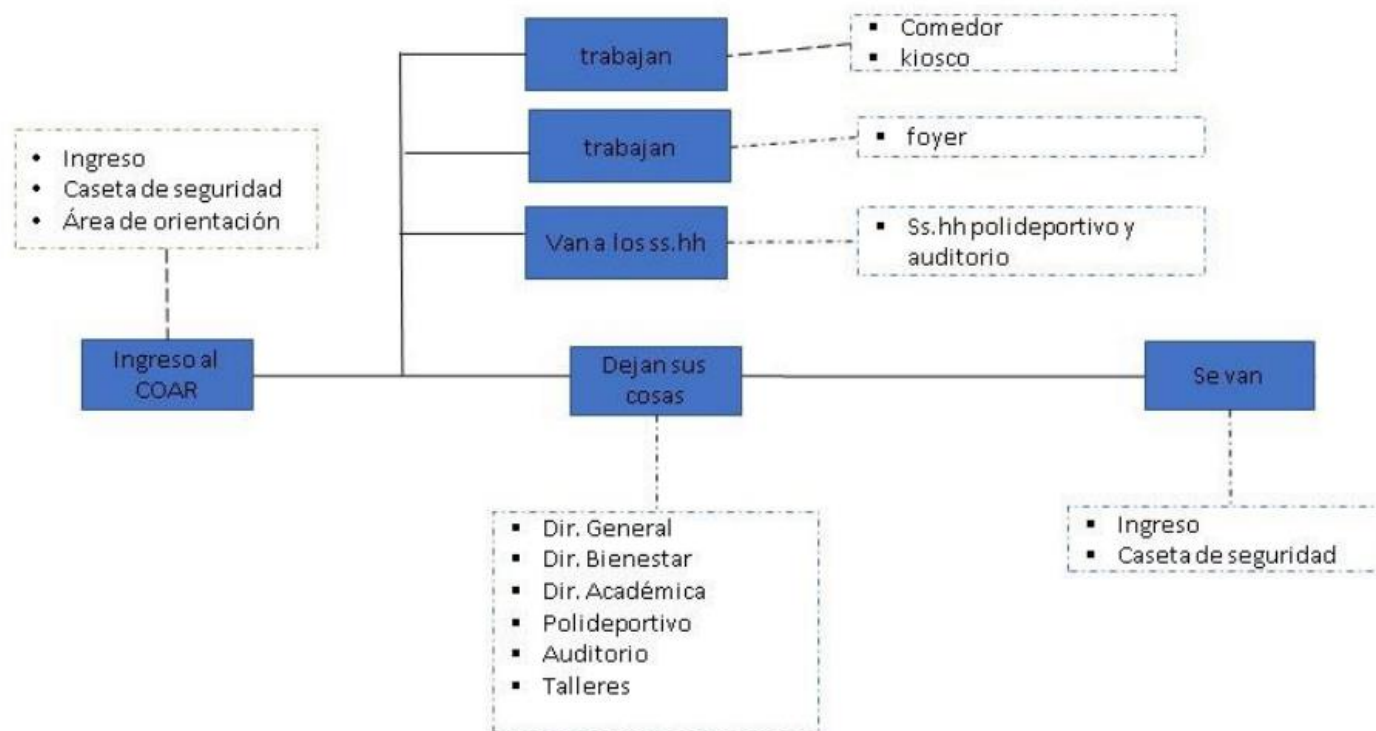 trabajan
▪ Comedor
▪ kiosco
trabajan
▪ foyer
• Ingreso
• Caseta de seguridad
• Área de orientación
Van a los ss.hh
▪ Ss.hh polideportivo y
auditorio
Ingreso al
COAR
Dejan sus
cosas
Se van
▪ Dir. General
▪ Dir. Bienestar
▪ Dir. Académica
▪ Polideportivo
▪ Auditorio
▪ Talleres
▪ Ingreso
▪ Caseta de seguridad